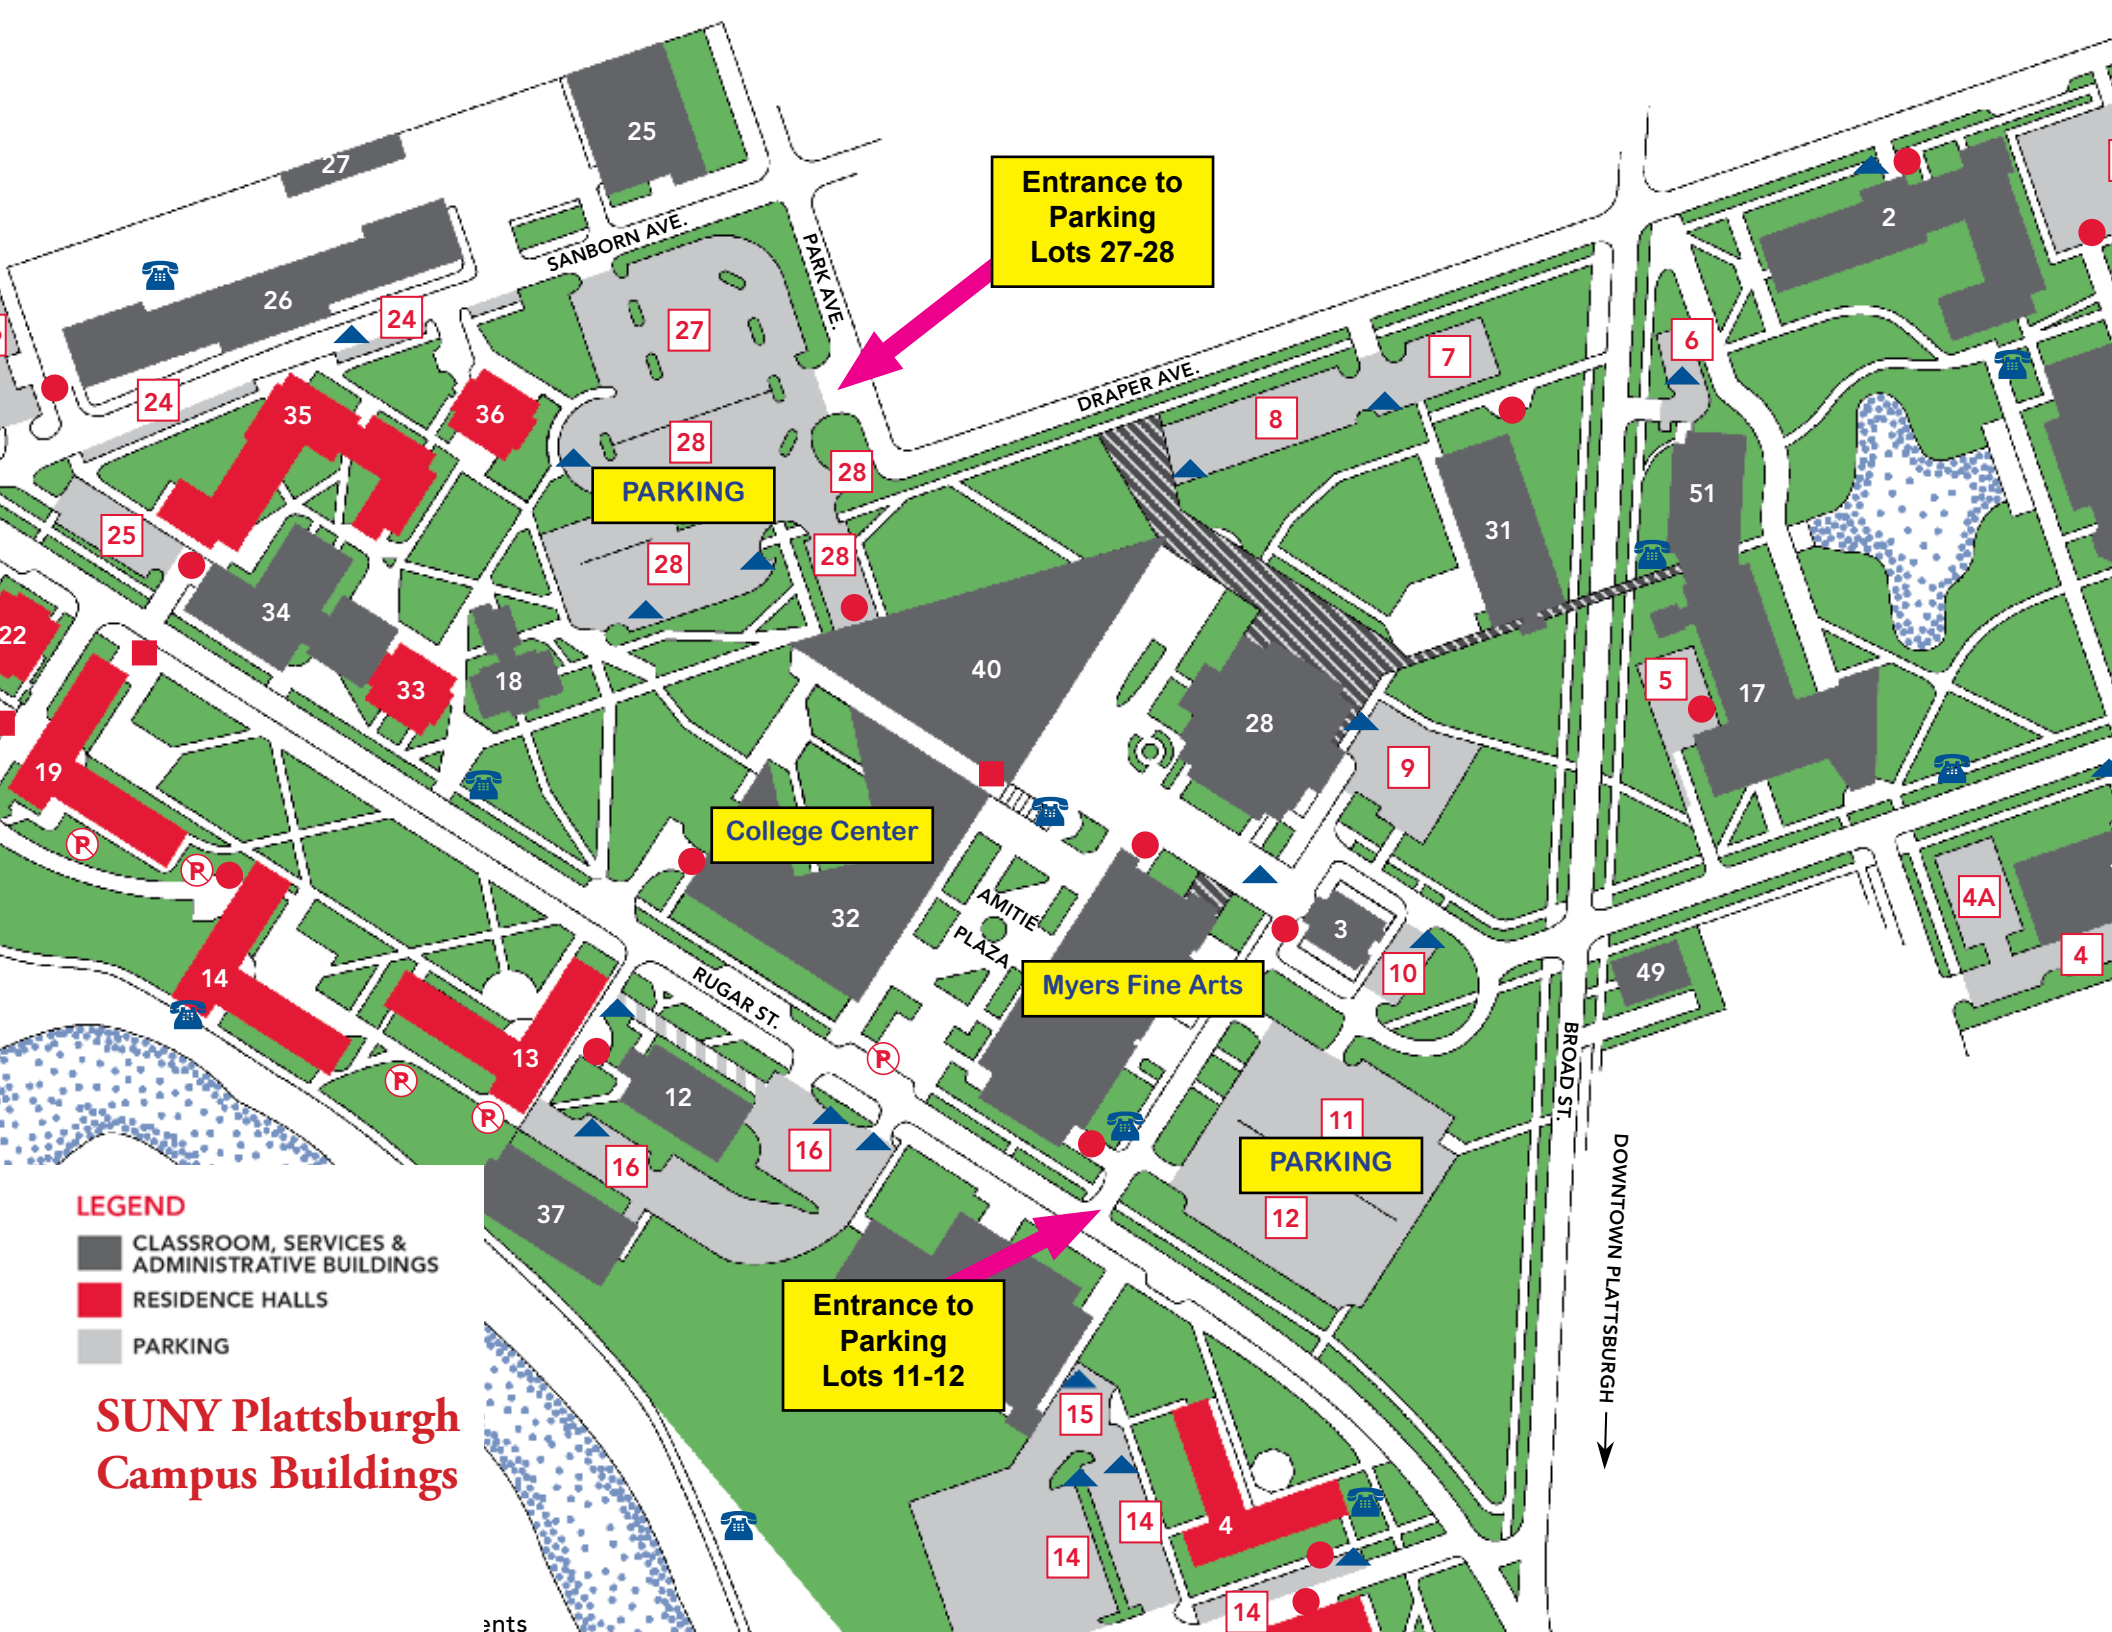 25
27
2
Entrance to
Parking
Lots 27-28
SANBORN AVE.
PARK AVE.
26
24
27
6
7
24
35
36
DRAPER AVE.
8
28
28
PARKING
51
25
31
28
28
34
22
40
5
33
18
17
28
19
9
College Center
4A
AMITIÉ
PLAZA
32
3
4
14
RUGAR ST.
Myers Fine Arts
10
49
13
P
P
P
P
P
12
BROAD ST.
11
PARKING
16
16
12
37
DOWNTOWN PLATTSBURGH
LEGEND
CLASSROOM, SERVICES &
ADMINISTRATIVE BUILDINGS
RESIDENCE HALLS
PARKING
Entrance to
Parking
Lots 11-12
SUNY Plattsburgh
Campus Buildings
15
14
4
14
14
ents